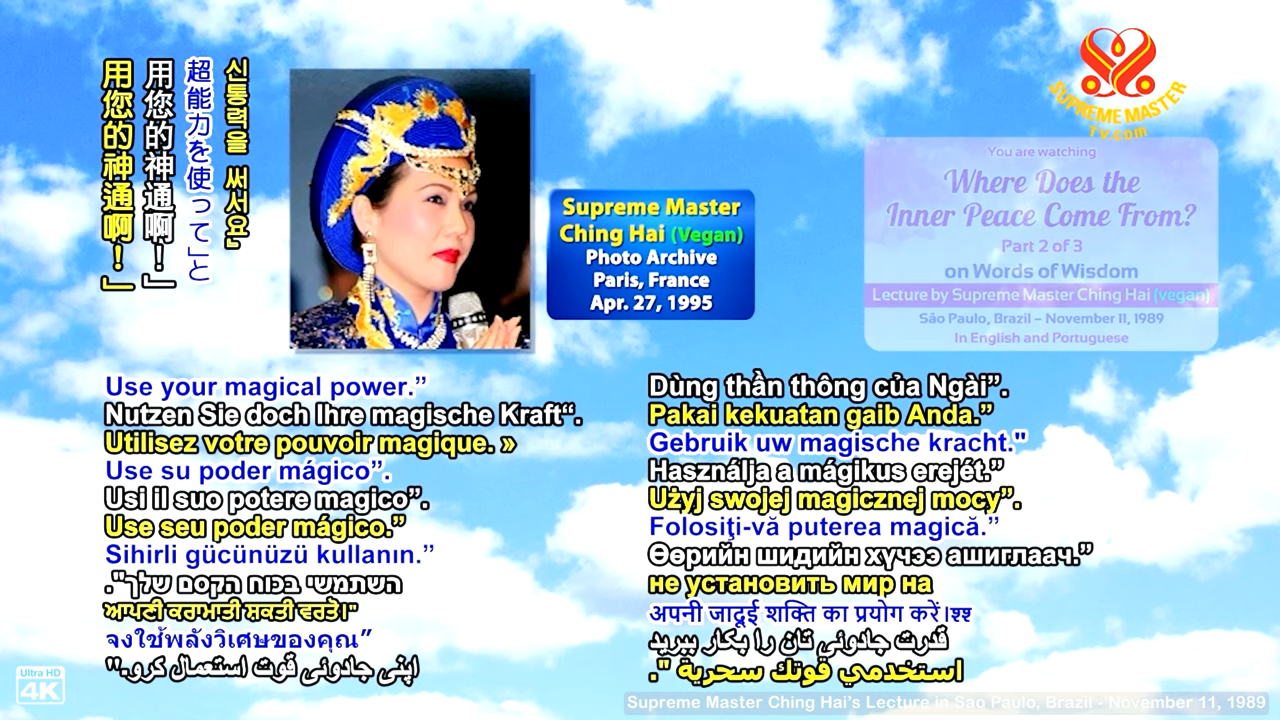 用您的神通啊！」
用您的神通啊！」
超能力を使って」と
신통력을 써서요”
SUPREME MASTER
TV.com
You are watching
Where Does the
Inner Peace Come From?
Part 2 of 3
on Words of Wisdom
Lecture by Supreme Master Ching Hai (vegan)
São Paulo, Brazil – November 11, 1989
In English and Portuguese
Supreme Master
Ching Hai (Vegan)
Photo Archive
Paris, France
Apr. 27, 1995
Use your magical power.”
Nutzen Sie doch Ihre magische Kraft“.
Utilisez votre pouvoir magique. »
Use su poder mágico”.
Usi il suo potere magico”.
Use seu poder mágico.”
Sihirli gücünüzü kullanın.”
השתמשי בכוח הקסם שלך".
ਆਪਣੀ ਕਰਾਮਾਤੀ ਸ਼ਕਤੀ ਵਰਤੋ।"
จงใช้พลังวิเศษของคุณ”
اپنی جادوئی قوت استعمال کرو."
Dùng thần thông của Ngài”.
Pakai kekuatan gaib Anda.”
Gebruik uw magische kracht."
Használja a mágikus erejét.”
Użyj swojej magicznej mocy”.
Folosiţi-vă puterea magică.”
Өөрийн шидийн хүчээ ашиглаач.”
не установить мир на
अपनी जादूई शक्ति का प्रयोग करें।श्श्
قدرت جادوئی تان را بکار ببرید
استخدمي قوتك سحرية ".
Ultra HD
4K
Supreme Master Ching Hai’s Lecture in Sao Paulo, Brazil - November 11, 1989